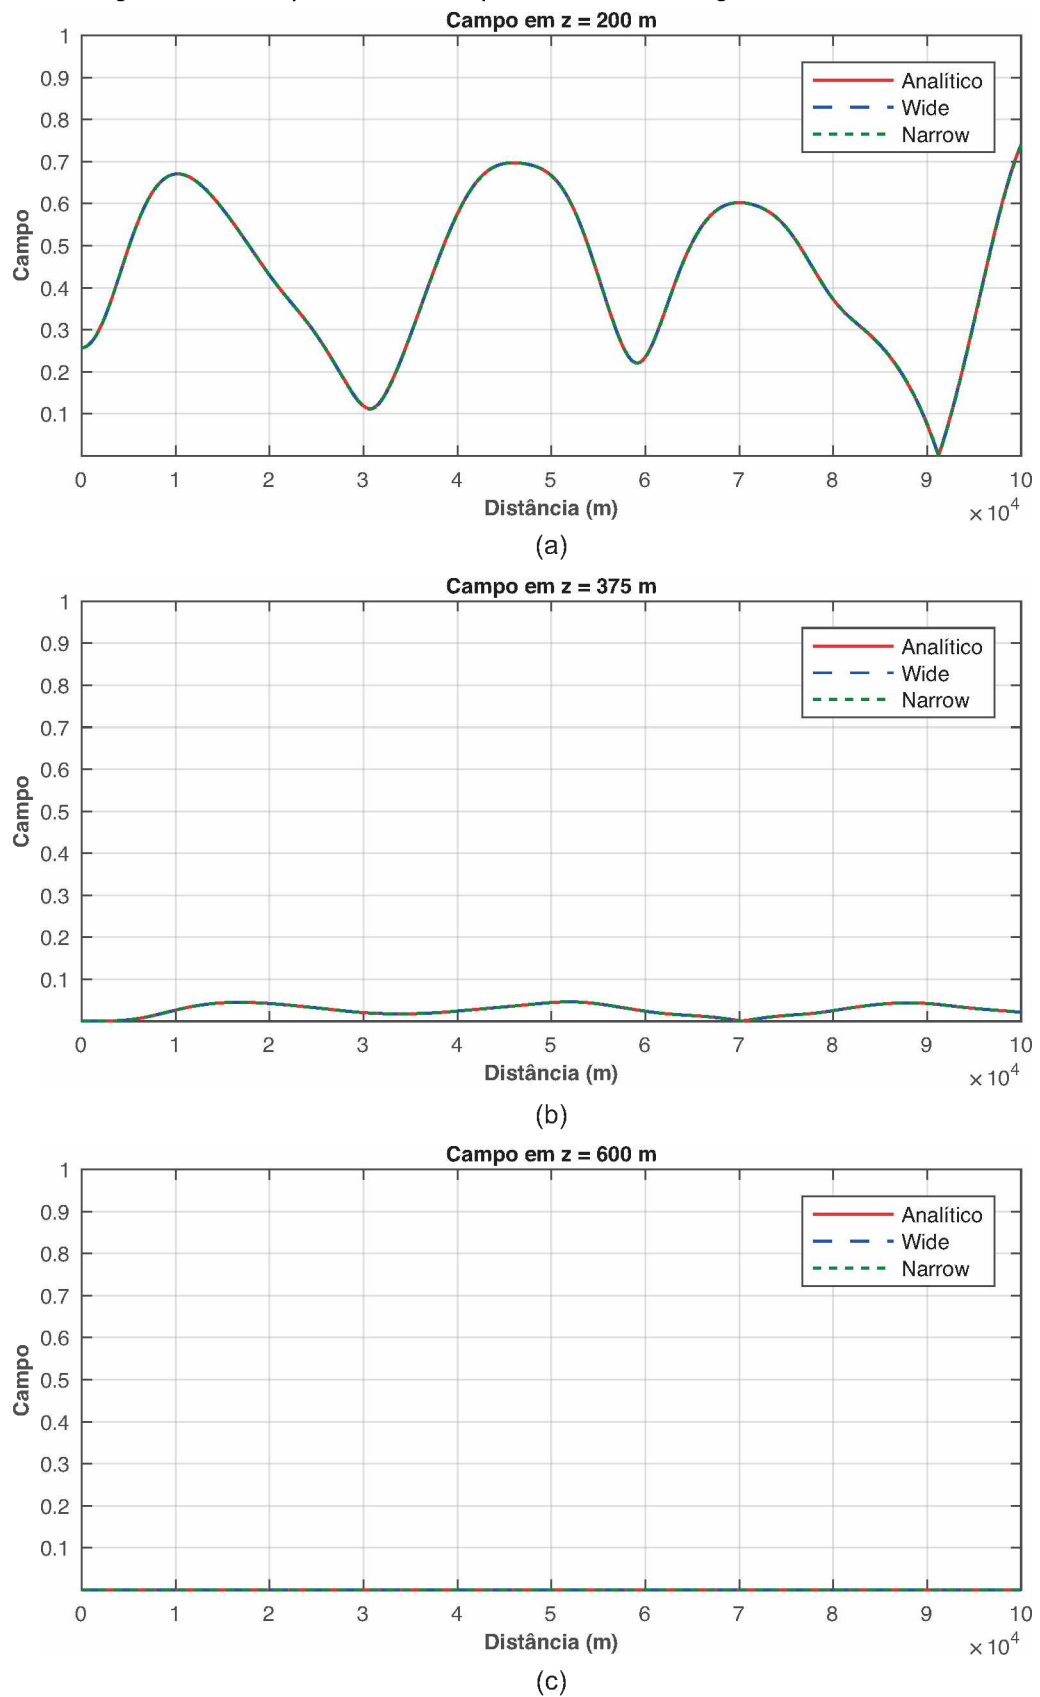 Campo em z = 200 m
1
0.9
0.8
0.7
0.6
0.5
0.4
0.3
0.2
0.1
Campo
Analítico
Wide
Narrow
0 1 2 3 4 5 6 7 8 9 10
Distância (m)
×10^4
(a)
Campo em z = 375 m
1
0.9
0.8
0.7
0.6
0.5
0.4
0.3
0.2
0.1
Campo
Analítico
Wide
Narrow
0 1 2 3 4 5 6 7 8 9 10
Distância (m)
×10^4
(b)
Campo em z = 600 m
1
0.9
0.8
0.7
0.6
0.5
0.4
0.3
0.2
0.1
Campo
Analítico
Wide
Narrow
0 1 2 3 4 5 6 7 8 9 10
Distância (m)
×10^4
(c)